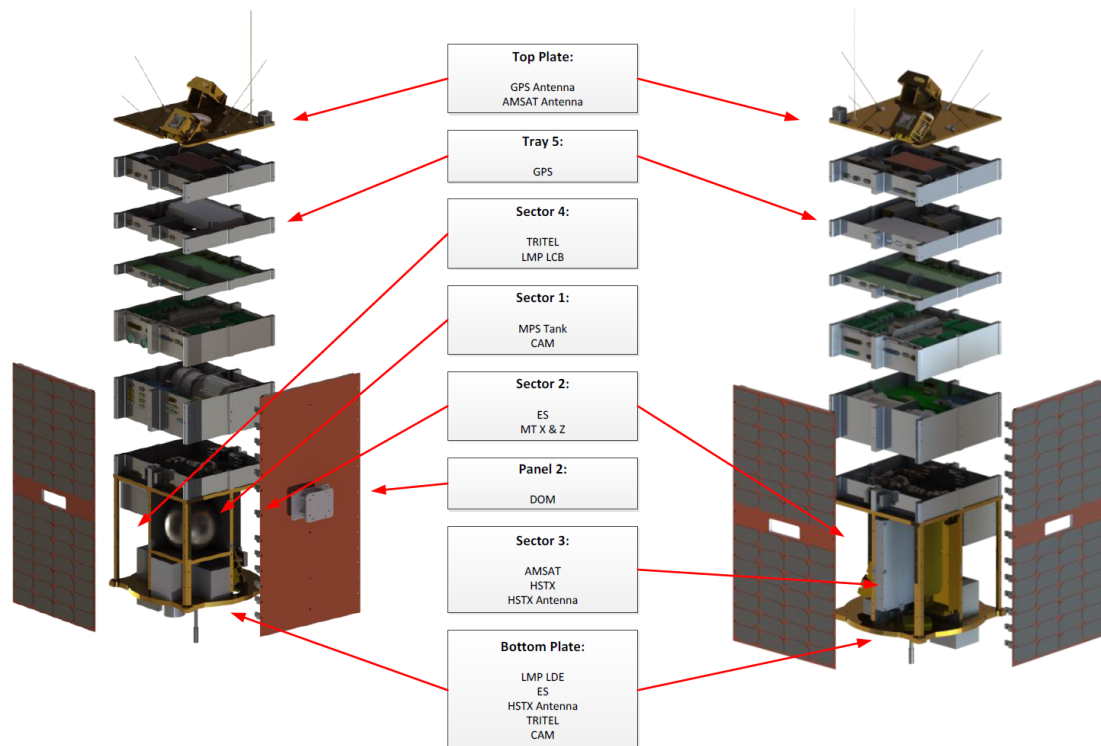 Top Plate:
GPS Antenna
AMSAT Antenna
Tray 5:
GPS
Sector 4:
TRITEL
LMP LCB
Sector 1:
MPS Tank
CAM
Sector 2:
ES
MT X & Z
Panel 2:
DOM
Sector 3:
AMSAT
HSTX
HSTX Antenna
Bottom Plate:
LMP LDE
ES
HSTX Antenna
TRITEL
CAM